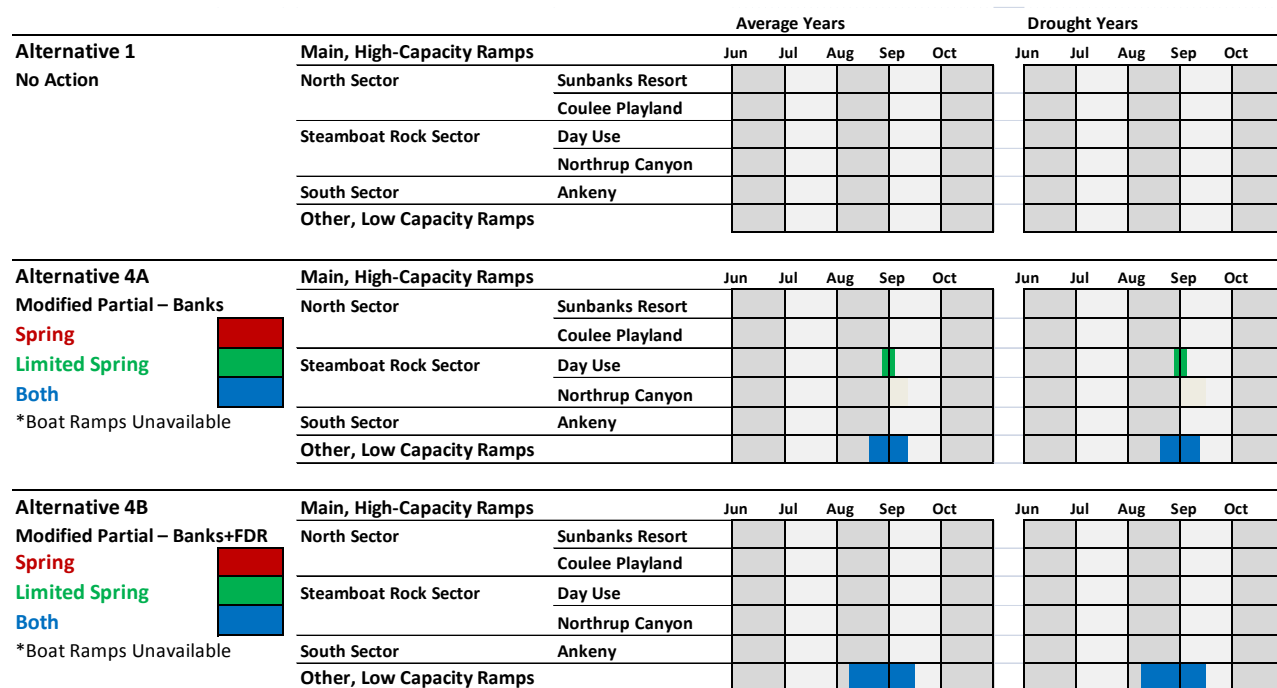 Average Years Drought Years
Alternative 1 Main, High-Capacity Ramps Jun Jul Aug Sep Oct Jun Jul Aug Sep Oct
No Action North Sector Sunbanks Resort
Coulee Playland
Steamboat Rock Sector Day Use
Northrup Canyon
South Sector Ankeny
Other, Low Capacity Ramps
Alternative 4A Main, High-Capacity Ramps Jun Jul Aug Sep Oct Jun Jul Aug Sep Oct
Modified Partial – Banks North Sector Sunbanks Resort
Spring Coulee Playland
Limited Spring Steamboat Rock Sector Day Use
Both Northrup Canyon
*Boat Ramps Unavailable South Sector Ankeny
Other, Low Capacity Ramps
Alternative 4B Main, High-Capacity Ramps Jun Jul Aug Sep Oct Jun Jul Aug Sep Oct
Modified Partial – Banks+FDR North Sector Sunbanks Resort
Spring Coulee Playland
Limited Spring Steamboat Rock Sector Day Use
Both Northrup Canyon
*Boat Ramps Unavailable South Sector Ankeny
Other, Low Capacity Ramps